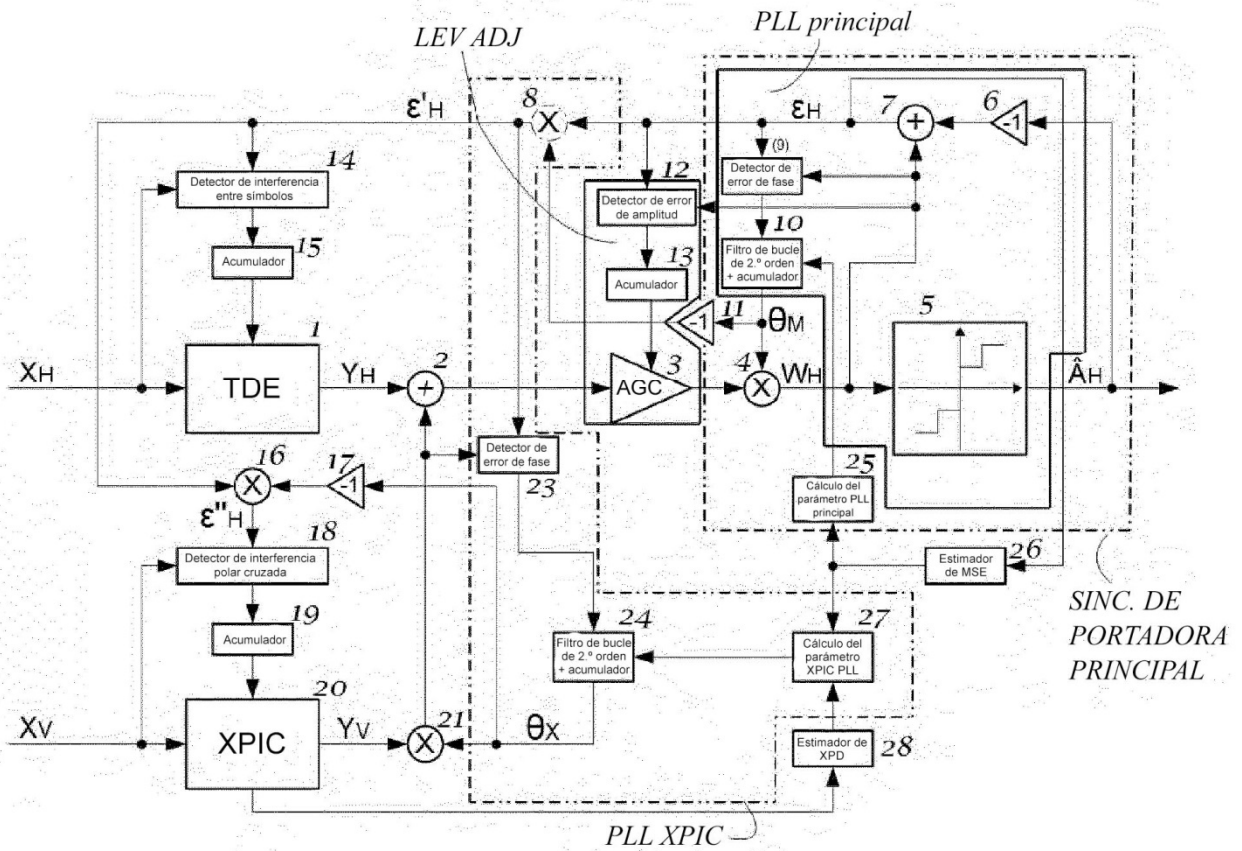 PLL principal
LEV ADJ
ε'H
8
X
εH
7
+
6
-1
14
Detector de interferencia
entre símbolos
12
Detector de error
de amplitud
(9)
Detector de
error de fase
15
Acumulador
13
Acumulador
10
Filtro de bucle
de 2.º orden
+ acumulador
11
-1
θM
5
1
XH
TDE
YH
2
+
3
AGC
4
X
WH
ÂH
16
X
17
-1
Detector de
error de fase
23
25
Cálculo del
parámetro PLL
principal
ε"H
18
Detector de interferencia
polar cruzada
26
Estimador
de MSE
SINC. DE
PORTADORA
PRINCIPAL
19
Acumulador
24
Filtro de bucle
de 2.º orden
+ acumulador
27
Cálculo del
parámetro
XPIC PLL
20
XV
XPIC
YV
21
X
θX
Estimador de
XPD
28
PLL XPIC